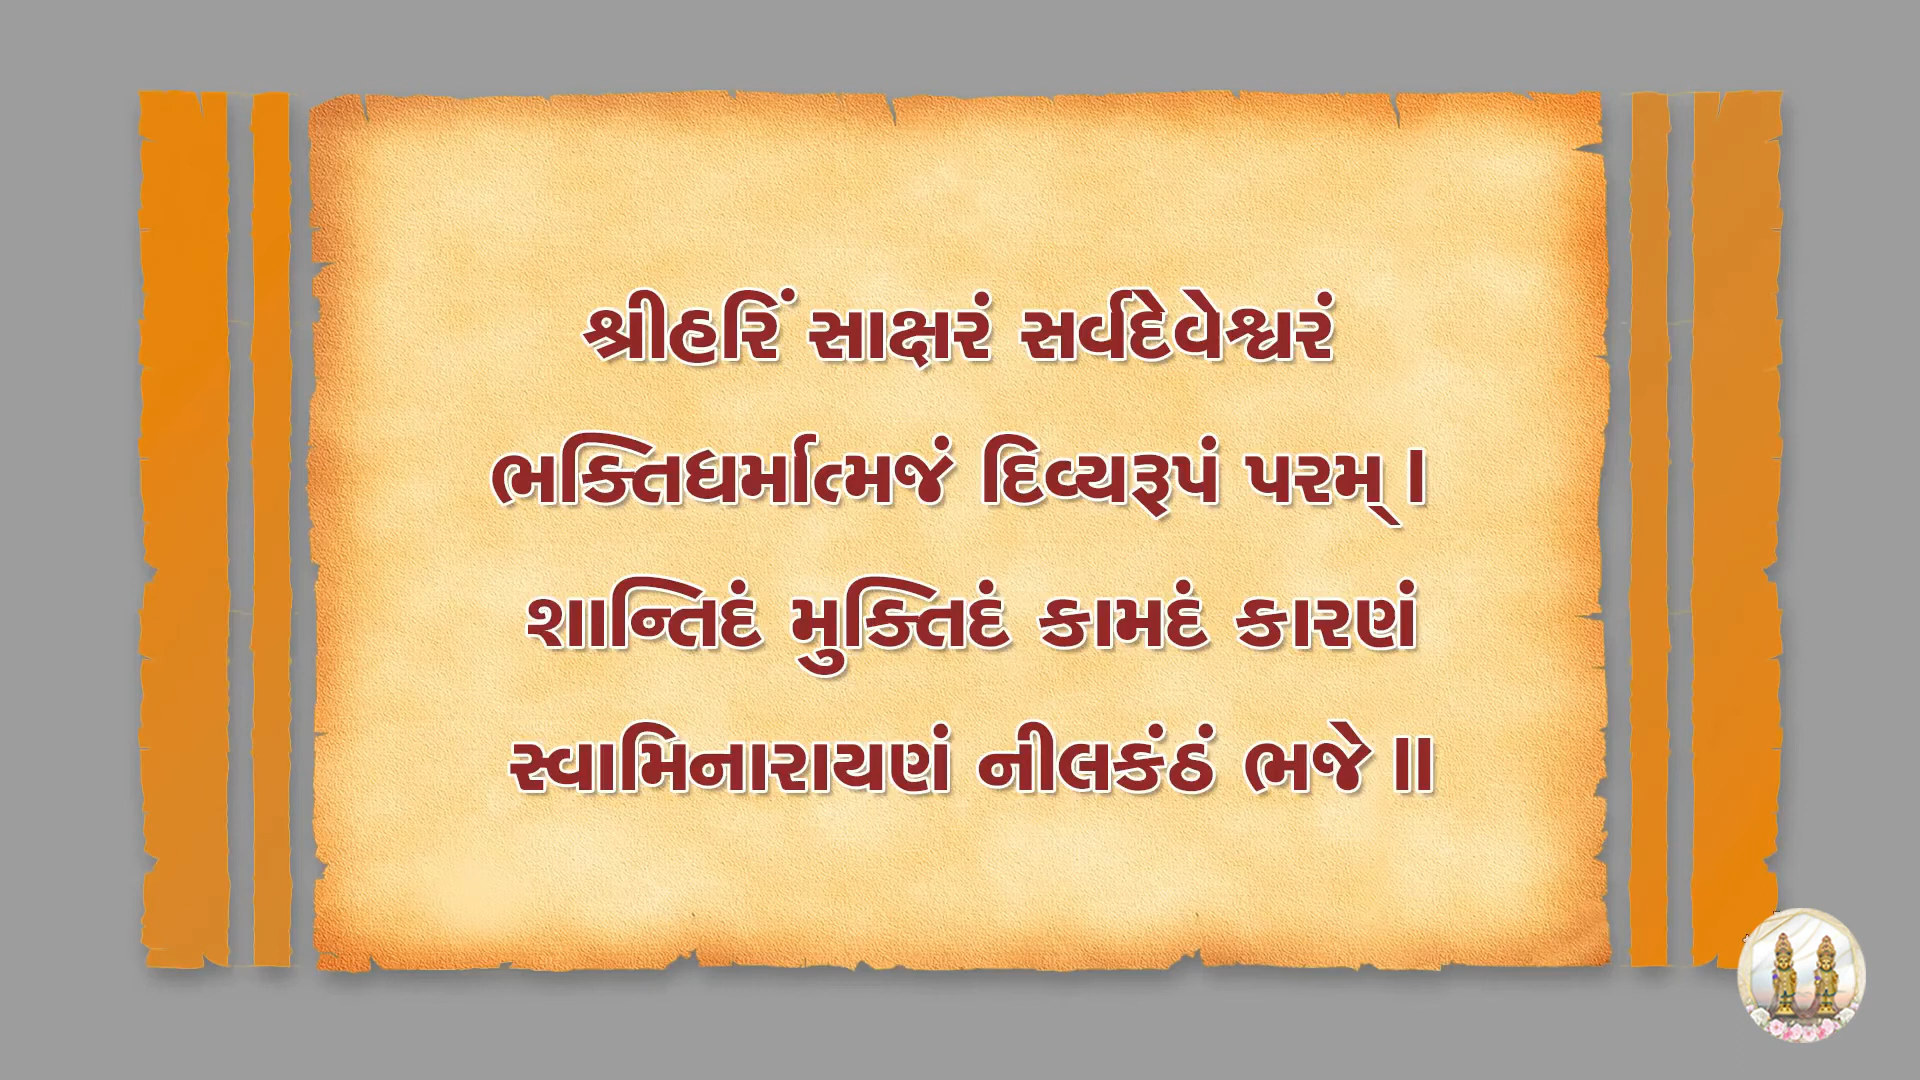 શ્રીહરિં સાક્ષરં સર્વદેવેશ્વરં
ભક્તિધર્માત્મજં દિવ્યરૂપં પરમ્ ।
શાન્તિદં મુક્તિદં કામદં કારણં
સ્વામિનારાયણં નીલકંઠં ભજે ॥